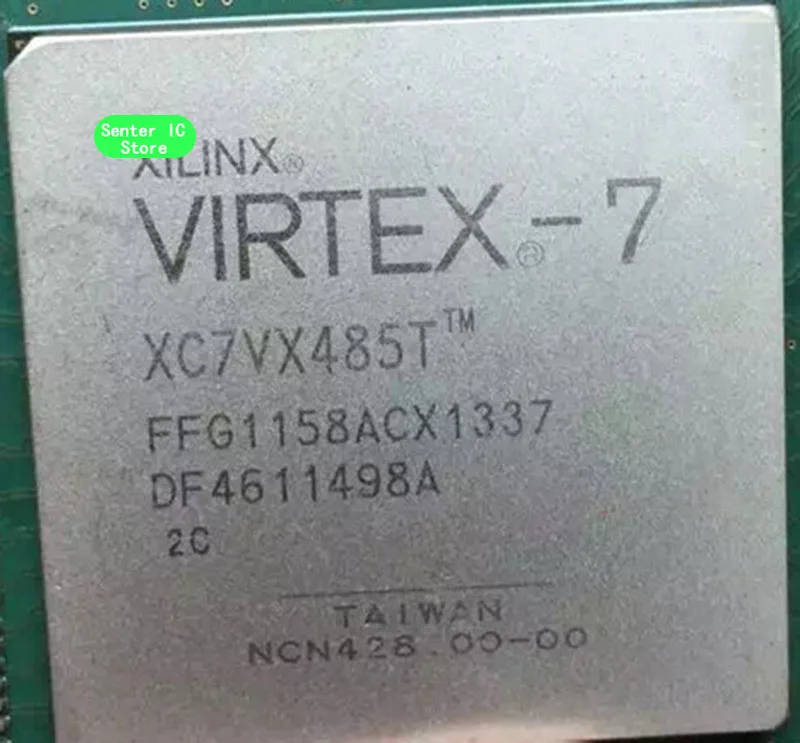 Senter IC
Store
XILINX®
VIRTEX®-7
XC7VX485T™
FFG1158ACX1337
DF4611498A
2C
TAIWAN
NCN428.00-00